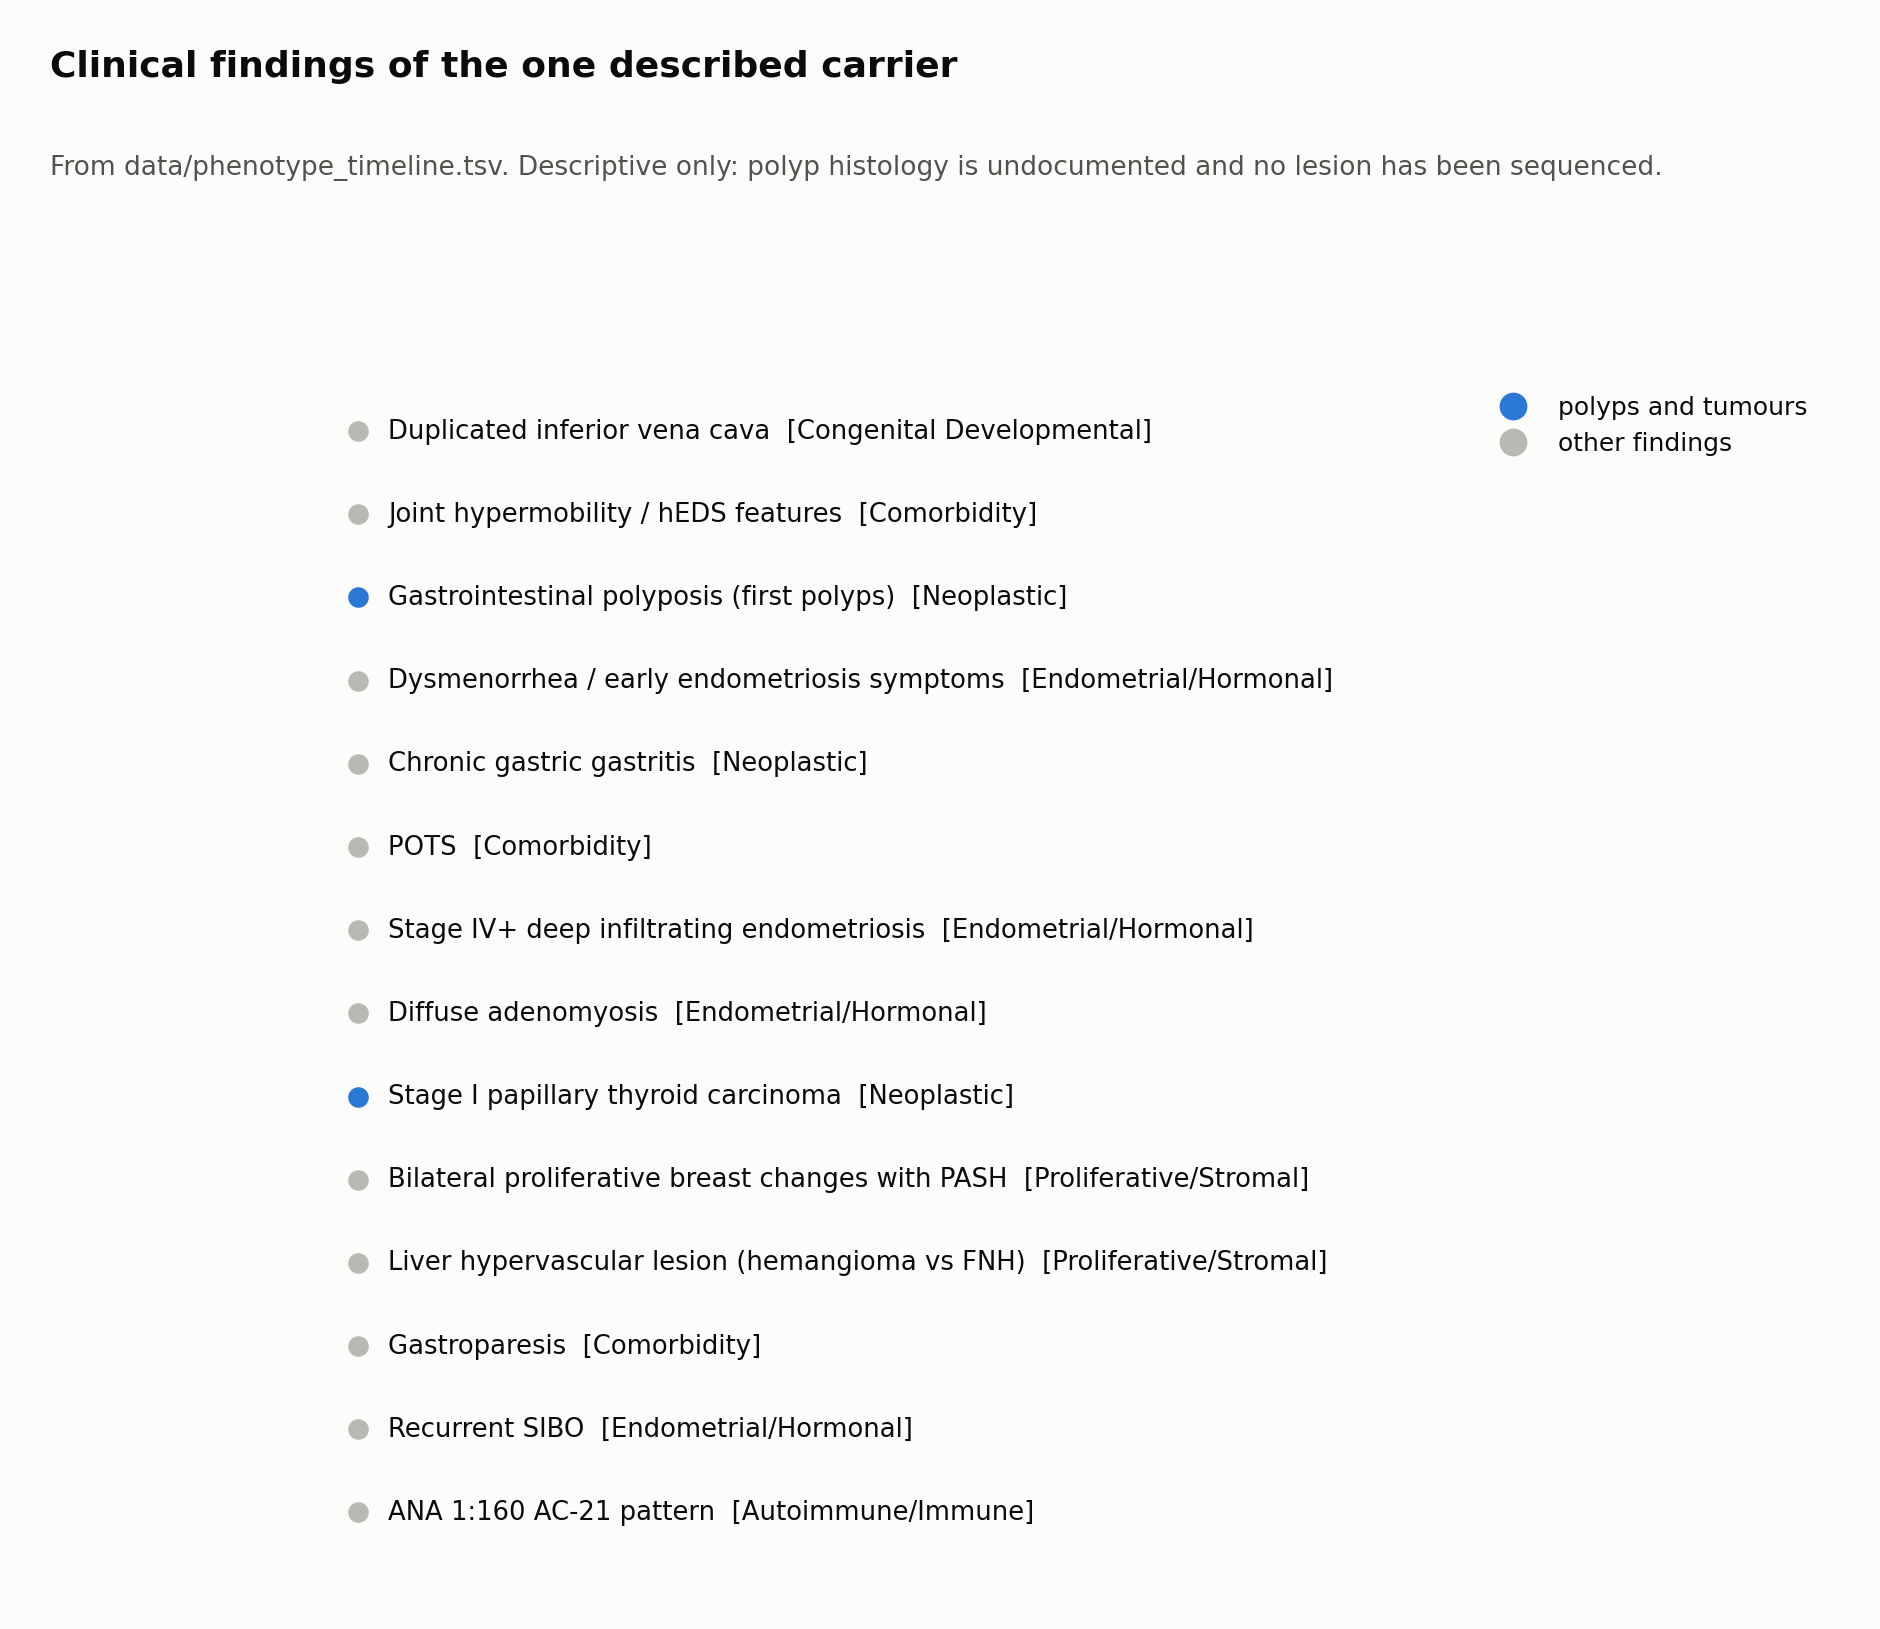 Clinical findings of the one described carrier
From data/phenotype_timeline.tsv. Descriptive only: polyp histology is undocumented and no lesion has been sequenced.
polyps and tumours
other findings
Duplicated inferior vena cava [Congenital Developmental]
Joint hypermobility / hEDS features [Comorbidity]
Gastrointestinal polyposis (first polyps) [Neoplastic]
Dysmenorrhea / early endometriosis symptoms [Endometrial/Hormonal]
Chronic gastric gastritis [Neoplastic]
POTS [Comorbidity]
Stage IV+ deep infiltrating endometriosis [Endometrial/Hormonal]
Diffuse adenomyosis [Endometrial/Hormonal]
Stage I papillary thyroid carcinoma [Neoplastic]
Bilateral proliferative breast changes with PASH [Proliferative/Stromal]
Liver hypervascular lesion (hemangioma vs FNH) [Proliferative/Stromal]
Gastroparesis [Comorbidity]
Recurrent SIBO [Endometrial/Hormonal]
ANA 1:160 AC-21 pattern [Autoimmune/Immune]